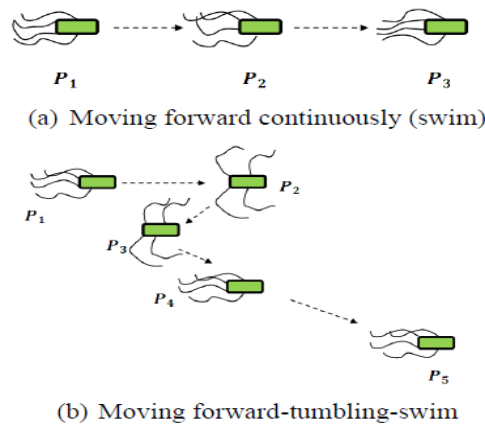 P₁ P₂ P₃
(a) Moving forward continuously (swim)
P₁
P₂
P₃
P₄
P₅
(b) Moving forward-tumbling-swim